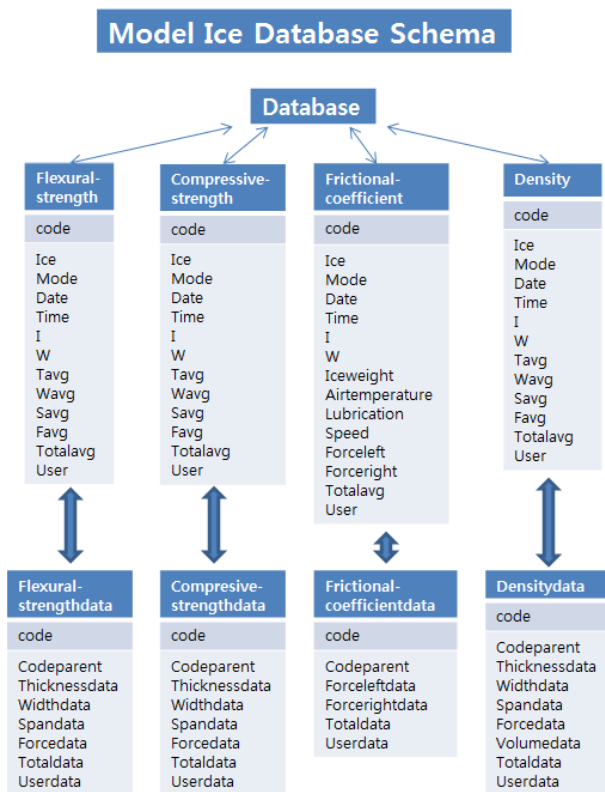 Model Ice Database Schema
Database
Flexural-
strength
code
Ice
Mode
Date
Time
I
W
Tavg
Wavg
Savg
Favg
Totalavg
User
Compressive-
strength
code
Ice
Mode
Date
Time
I
W
Tavg
Wavg
Savg
Favg
Totalavg
User
Frictional-
coefficient
code
Ice
Mode
Date
Time
I
W
Iceweight
Airtemperature
Lubrication
Speed
Forceleft
Forceright
Totalavg
User
Density
code
Ice
Mode
Date
Time
I
W
Tavg
Wavg
Savg
Favg
Totalavg
User
Flexural-
strengthdata
code
Codeparent
Thicknessdata
Widthdata
Spandata
Forcedata
Totaldata
Userdata
Compresive-
strengthdata
code
Codeparent
Thicknessdata
Widthdata
Spandata
Forcedata
Totaldata
Userdata
Frictional-
coefficientdata
code
Codeparent
Forceleftdata
Forcerightdata
Totaldata
Userdata
Densitydata
code
Codeparent
Thicknessdata
Widthdata
Spandata
Forcedata
Volumedata
Totaldata
Userdata